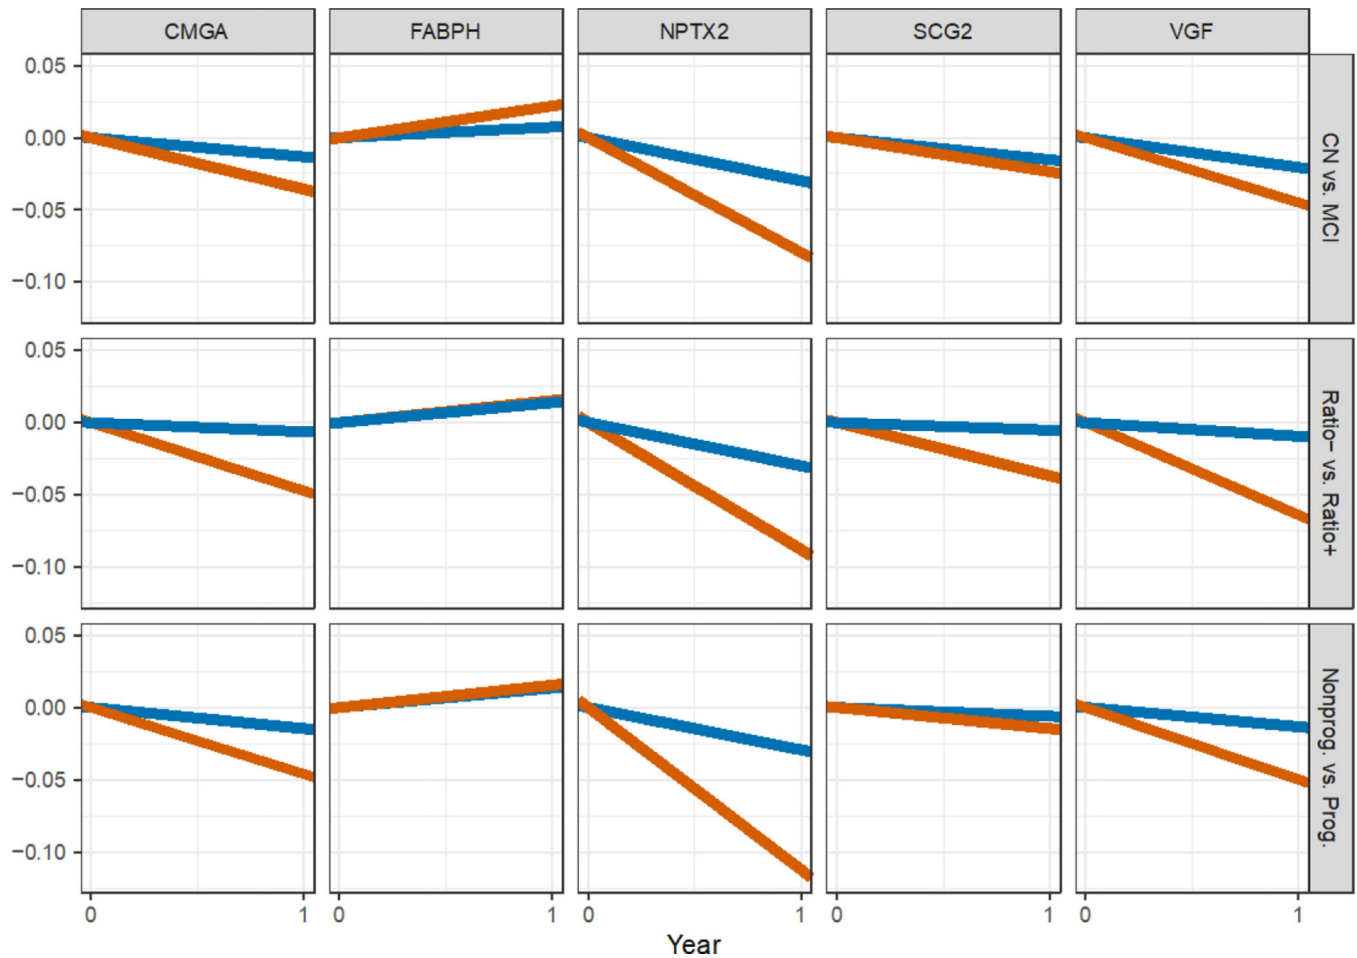 CMGA FABPH NPTX2 SCG2 VGF
0.05
0.00
−0.05
−0.10
CN vs. MCI
0.05
0.00
−0.05
−0.10
Ratio− vs. Ratio+
0.05
0.00
−0.05
−0.10
Nonprog. vs. Prog.
0 1 0 1 0 1 0 1 0 1
Year